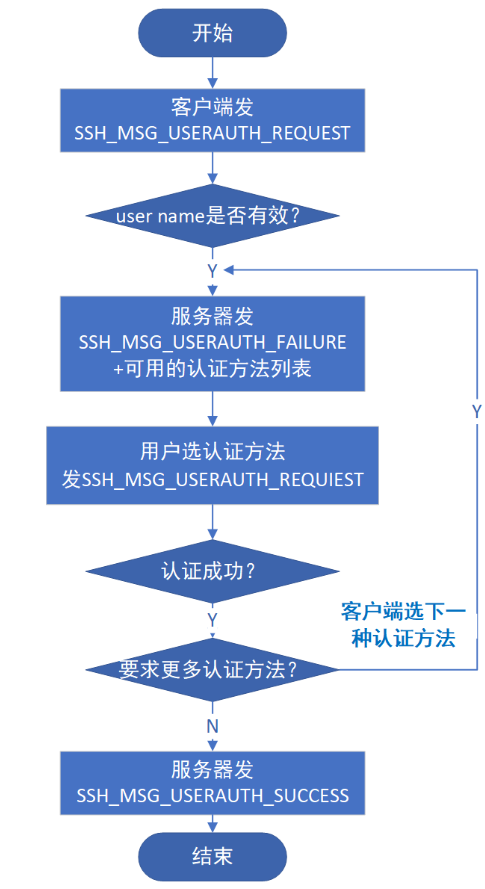 开始
客户端发
SSH_MSG_USERAUTH_REQUEST
user name是否有效？
Y
服务器发
SSH_MSG_USERAUTH_FAILURE
+可用的认证方法列表
Y
用户选认证方法
发SSH_MSG_USERAUTH_REQUIEST
认证成功？
Y
客户端选下一
种认证方法
要求更多认证方法？
N
服务器发
SSH_MSG_USERAUTH_SUCCESS
结束